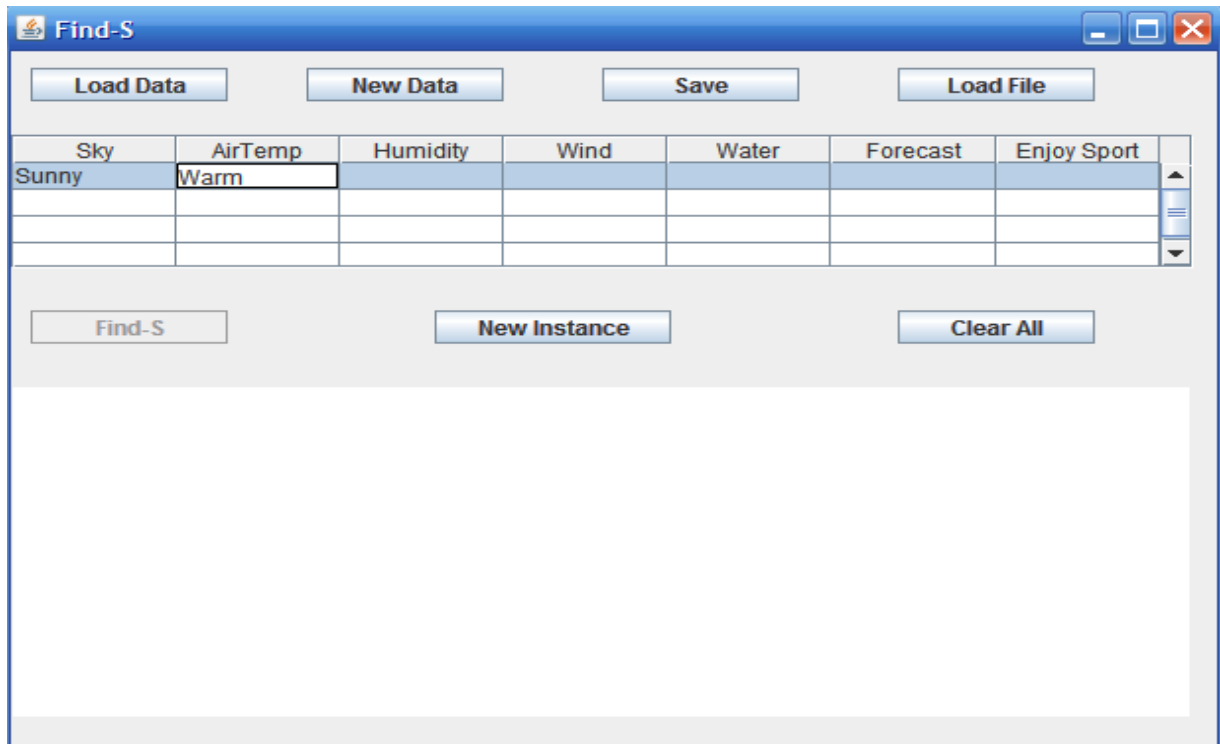 Find-S
Load Data New Data Save Load File
Sky AirTemp Humidity Wind Water Forecast Enjoy Sport
Sunny Warm
Find-S New Instance Clear All